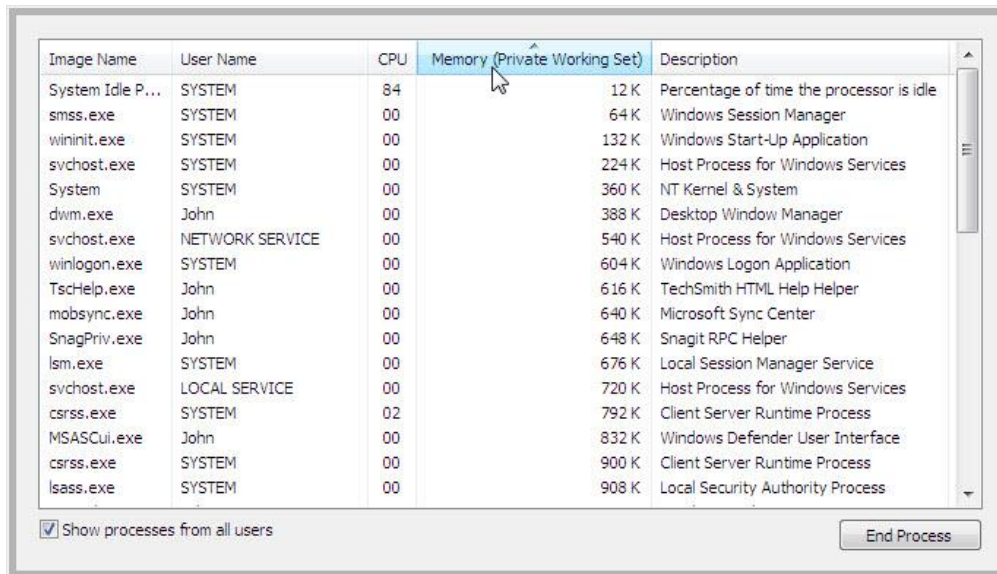 Image Name User Name CPU Memory (Private Working Set) Description
System Idle P... SYSTEM 84 12 K Percentage of time the processor is idle
smss.exe SYSTEM 00 64 K Windows Session Manager
wininit.exe SYSTEM 00 132 K Windows Start-Up Application
svchost.exe SYSTEM 00 224 K Host Process for Windows Services
System SYSTEM 00 360 K NT Kernel & System
dwm.exe John 00 388 K Desktop Window Manager
svchost.exe NETWORK SERVICE 00 540 K Host Process for Windows Services
winlogon.exe SYSTEM 00 604 K Windows Logon Application
TscHelp.exe John 00 616 K TechSmith HTML Help Helper
mobsync.exe John 00 640 K Microsoft Sync Center
SnagPriv.exe John 00 648 K Snagit RPC Helper
lsm.exe SYSTEM 00 676 K Local Session Manager Service
svchost.exe LOCAL SERVICE 00 720 K Host Process for Windows Services
csrss.exe SYSTEM 02 792 K Client Server Runtime Process
MSASCui.exe John 00 832 K Windows Defender User Interface
csrss.exe SYSTEM 00 900 K Client Server Runtime Process
lsass.exe SYSTEM 00 908 K Local Security Authority Process
Show processes from all users End Process